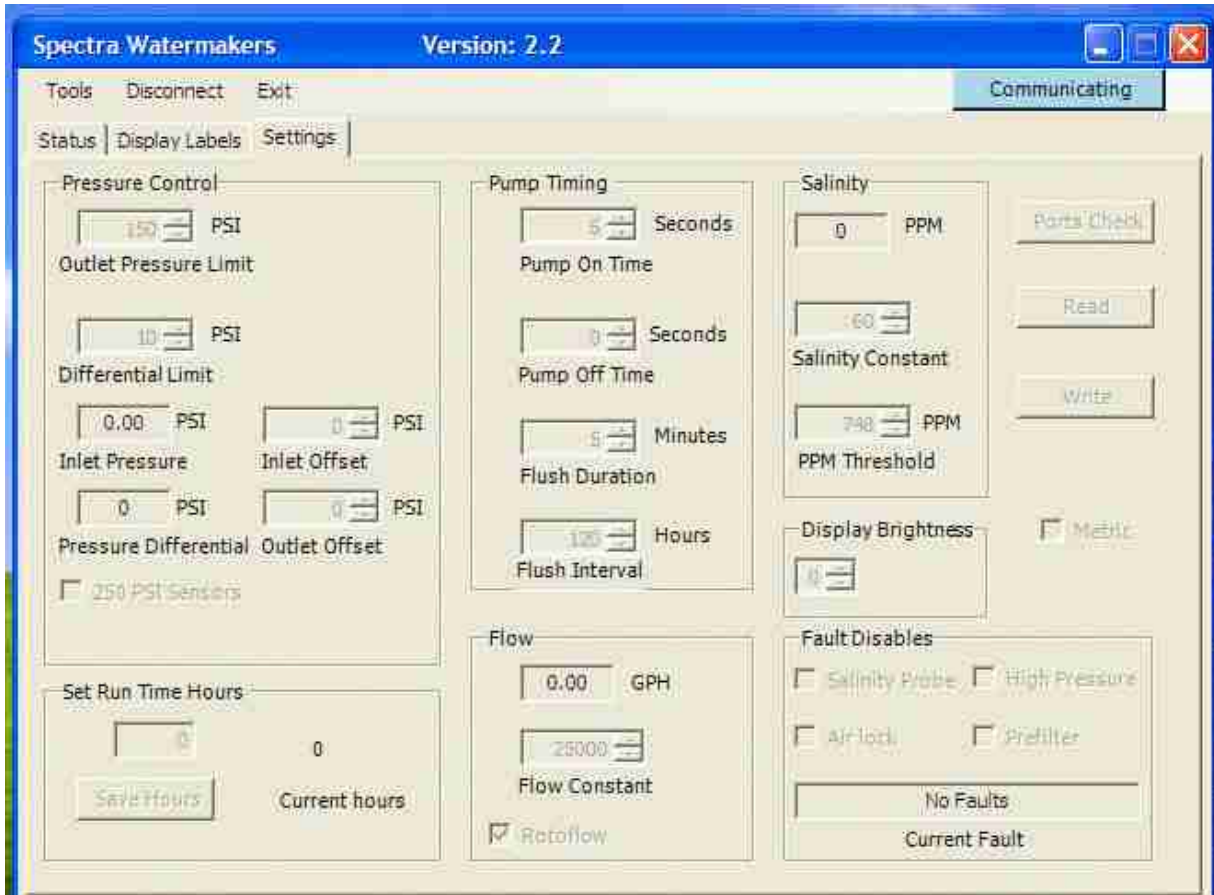 Spectra Watermakers Version: 2.2
Tools Disconnect Exit Communicating
Status Display Labels Settings
Pressure Control
150 PSI
Outlet Pressure Limit
10 PSI
Differential Limit
0.00 PSI 0 PSI
Inlet Pressure Inlet Offset
0 PSI 0 PSI
Pressure Differential Outlet Offset
250 PSI Sensors
Set Run Time Hours
0 0
Save Hours Current hours
Pump Timing
5 Seconds
Pump On Time
0 Seconds
Pump Off Time
5 Minutes
Flush Duration
120 Hours
Flush Interval
Flow
0.00 GPH
25000
Flow Constant
Rotoflow
Salinity
0 PPM
60
Salinity Constant
748 PPM
PPM Threshold
Display Brightness
0
Ports Check
Read
Write
Metric
Fault Disables
Salinity Probe High Pressure
Air lock Prefilter
No Faults
Current Fault